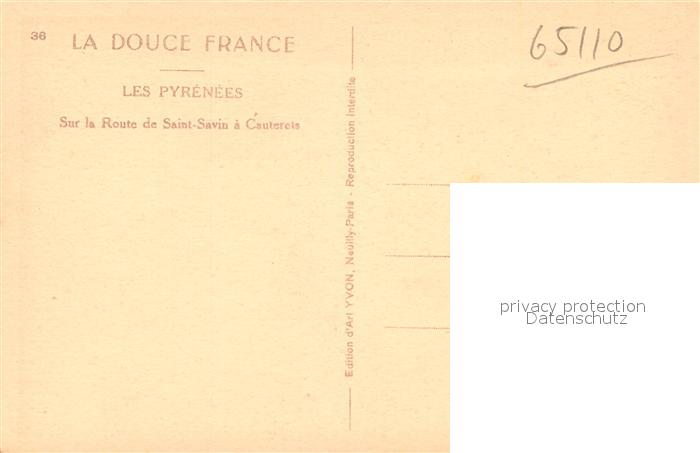 36
LA DOUCE FRANCE
LES PYRÉNÉES
Sur la Route de Saint-Savin à Cauterets
Edition d'Art YVON, Neuilly-Paris - Reproduction Interdite
65110
privacy protection
Datenschutz